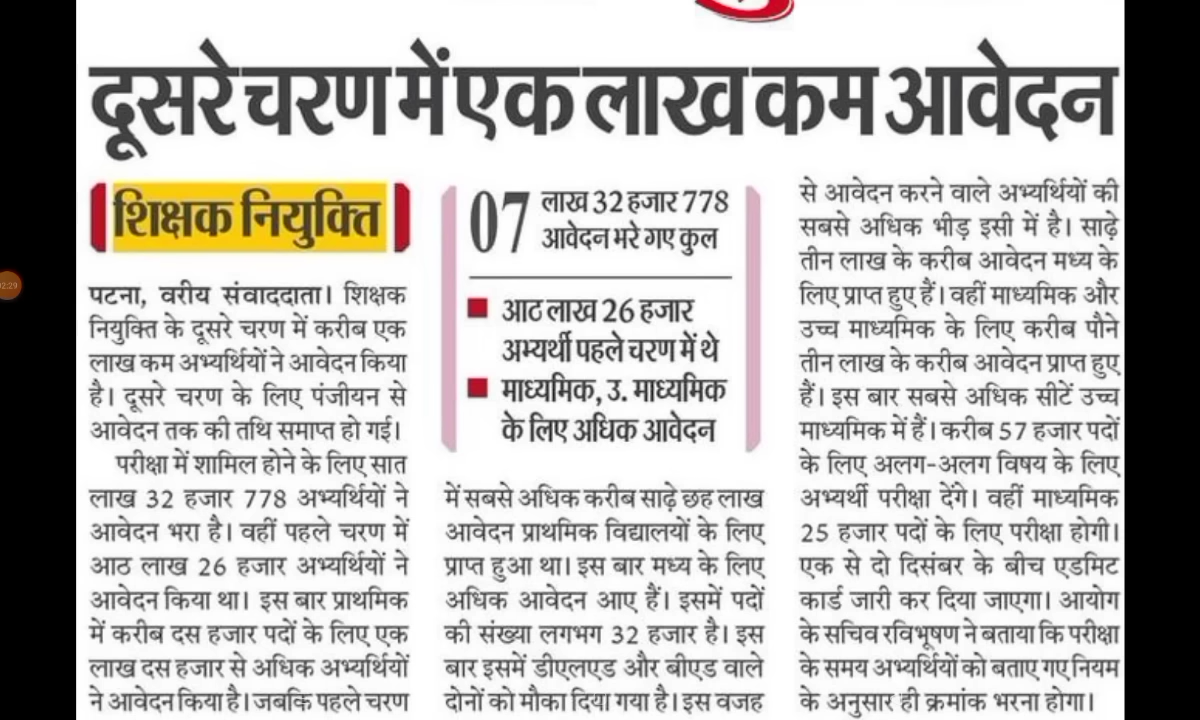 दूसरे चरण में एक लाख कम आवेदन
शिक्षक नियुक्ति
पटना, वरीय संवाददाता। शिक्षक
नियुक्ति के दूसरे चरण में करीब एक
लाख कम अभ्यर्थियों ने आवेदन किया
है। दूसरे चरण के लिए पंजीयन से
आवेदन तक की तथि समाप्त हो गई।
परीक्षा में शामिल होने के लिए सात
लाख 32 हजार 778 अभ्यर्थियों ने
आवेदन भरा है। वहीं पहले चरण में
आठ लाख 26 हजार अभ्यर्थियों ने
आवेदन किया था। इस बार प्राथमिक
में करीब दस हजार पदों के लिए एक
लाख दस हजार से अधिक अभ्यर्थियों
ने आवेदन किया है। जबकि पहले चरण
07 लाख 32 हजार 778
आवेदन भरे गए कुल
आट लाख 26 हजार
अभ्यर्थी पहले चरण में थे
माध्यमिक, उ. माध्यमिक
के लिए अधिक आवेदन
में सबसे अधिक करीब साढ़े छह लाख
आवेदन प्राथमिक विद्यालयों के लिए
प्राप्त हुआ था। इस बार मध्य के लिए
अधिक आवेदन आए हैं। इसमें पदों
की संख्या लगभग 32 हजार है। इस
बार इसमें डीएलएड और बीएड वाले
दोनों को मौका दिया गया है। इस वजह
से आवेदन करने वाले अभ्यर्थियों की
सबसे अधिक भीड़ इसी में है। साढ़े
तीन लाख के करीब आवेदन मध्य के
लिए प्राप्त हुए हैं। वहीं माध्यमिक और
उच्च माध्यमिक के लिए करीब पौने
तीन लाख के करीब आवेदन प्राप्त हुए
हैं। इस बार सबसे अधिक सीटें उच्च
माध्यमिक में हैं। करीब 57 हजार पदों
के लिए अलग-अलग विषय के लिए
अभ्यर्थी परीक्षा देंगे। वहीं माध्यमिक
25 हजार पदों के लिए परीक्षा होगी।
एक से दो दिसंबर के बीच एडमिट
कार्ड जारी कर दिया जाएगा। आयोग
के सचिव रविभूषण ने बताया कि परीक्षा
के समय अभ्यर्थियों को बताए गए नियम
के अनुसार ही क्रमांक भरना होगा।
02:29